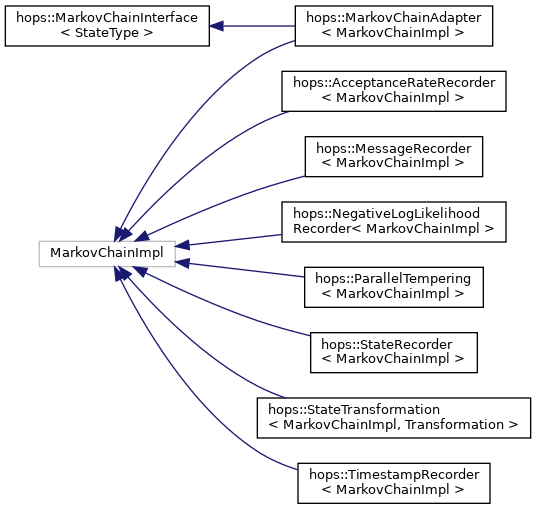 hops::MarkovChainInterface
< StateType >
hops::MarkovChainAdapter
< MarkovChainImpl >
hops::AcceptanceRateRecorder
< MarkovChainImpl >
hops::MessageRecorder
< MarkovChainImpl >
hops::NegativeLogLikelihood
Recorder< MarkovChainImpl >
MarkovChainImpl
hops::ParallelTempering
< MarkovChainImpl >
hops::StateRecorder
< MarkovChainImpl >
hops::StateTransformation
< MarkovChainImpl, Transformation >
hops::TimestampRecorder
< MarkovChainImpl >